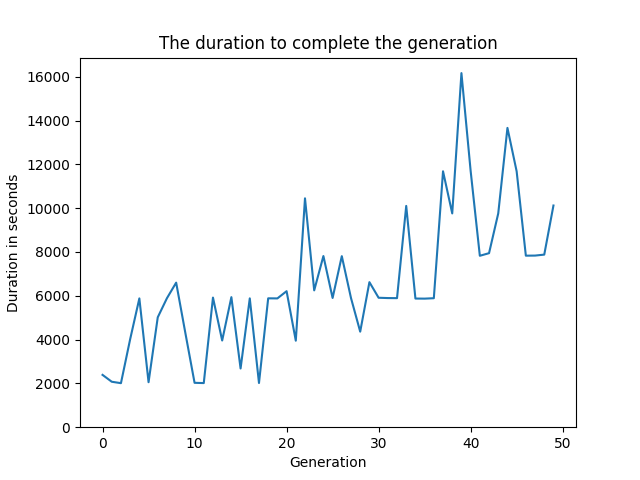 The duration to complete the generation
16000
14000
12000
10000
8000
6000
4000
2000
0
Duration in seconds
0 10 20 30 40 50
Generation